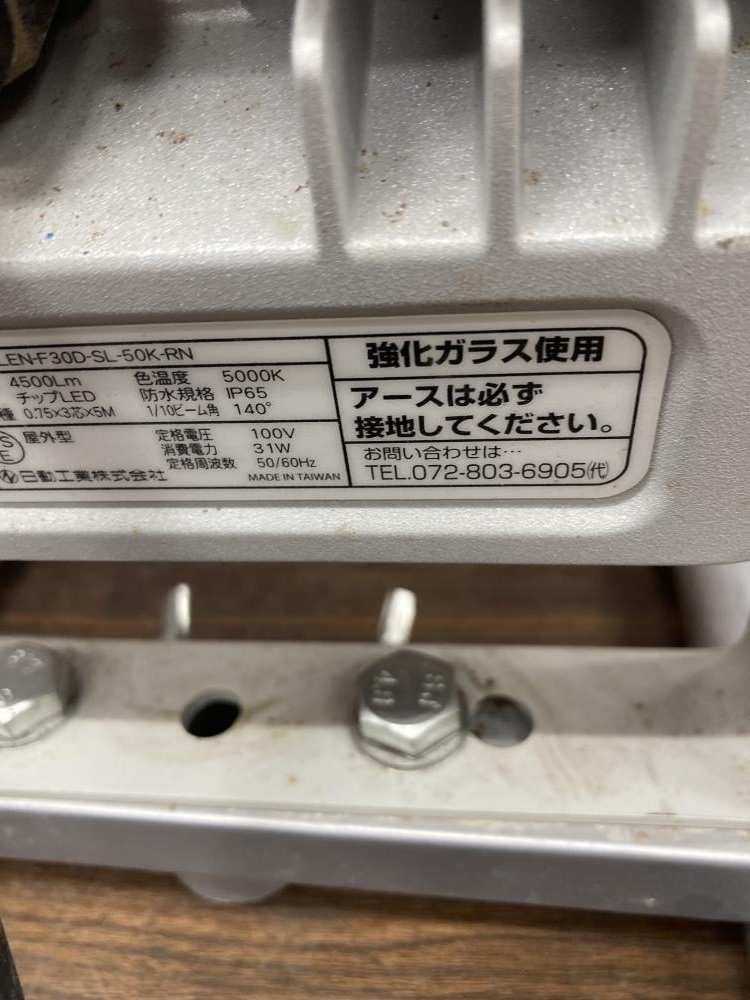 LEN-F30D-SL-50K-RN
4500Lm 色温度 5000K
チップLED 防水規格 IP65
種 0.75×3芯×5M 1/10ビーム角 140°
S
E
屋外型 定格電圧 100V
消費電力 31W
定格周波数 50/60Hz
日動工業株式会社 MADE IN TAIWAN
強化ガラス使用
アースは必ず
接地してください。
お問い合わせは…
TEL.072-803-6905㈹
4.8